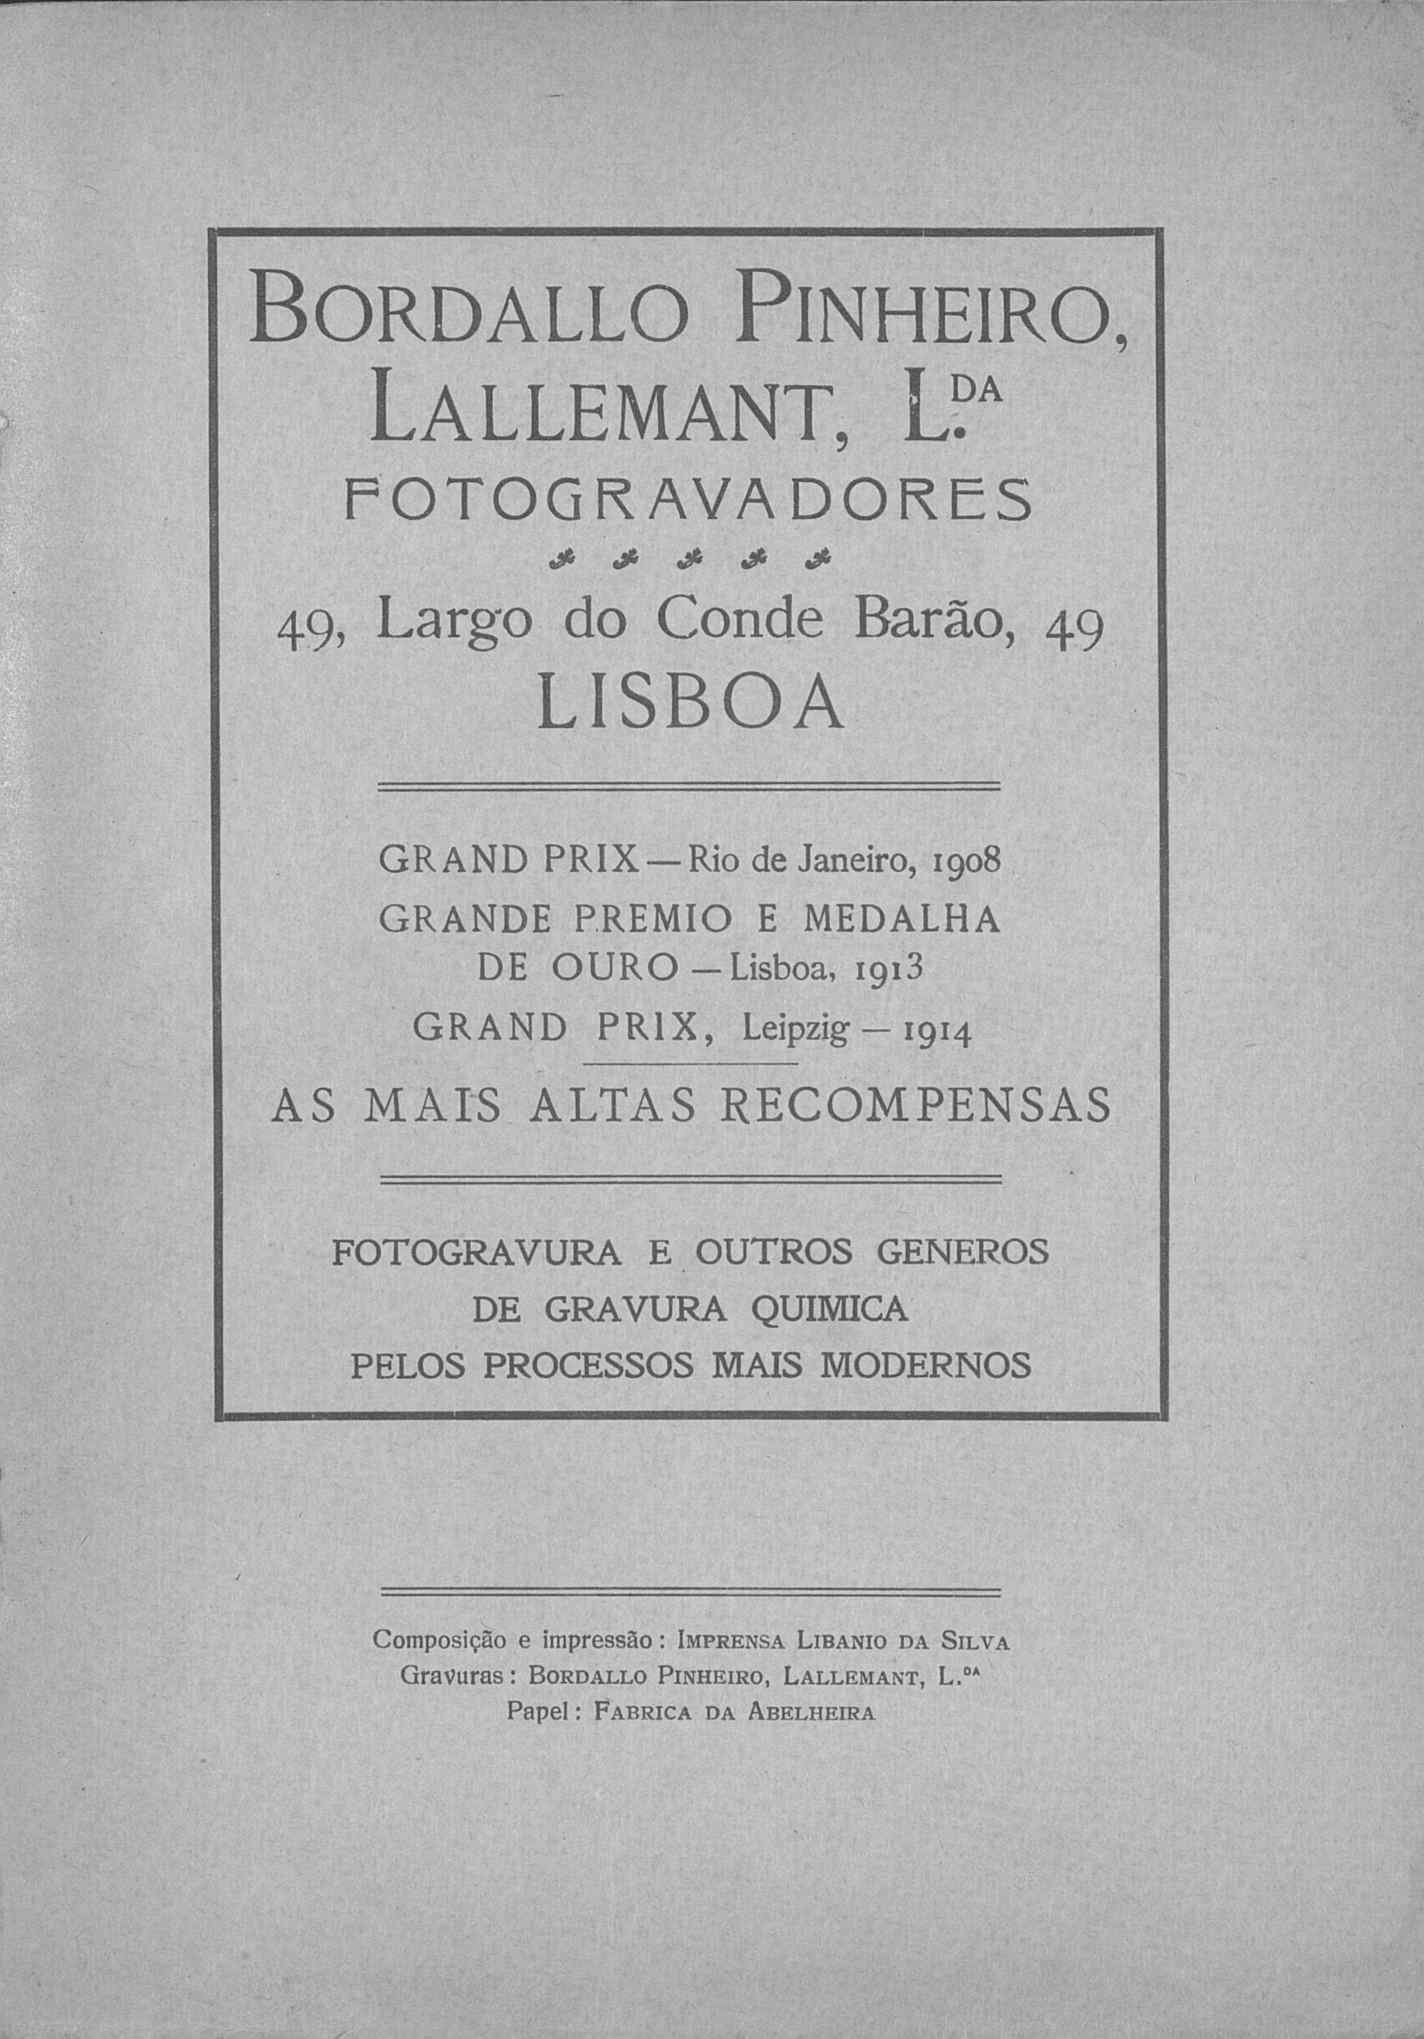 BORDALLO PINHEIRO,
LALLEMANT, L.DA
FOTOGRAVADORES
49, Largo do Conde Barão, 49
LISBOA
GRAND PRIX — Rio de Janeiro, 1908
GRANDE PREMIO E MEDALHA
DE OURO — Lisboa, 1913
GRAND PRIX, Leipzig — 1914
AS MAIS ALTAS RECOMPENSAS
FOTOGRAVURA E OUTROS GENEROS
DE GRAVURA QUIMICA
PELOS PROCESSOS MAIS MODERNOS
Composição e impressão : IMPRENSA LIBANIO DA SILVA
Gravuras : BORDALLO PINHEIRO, LALLEMANT, L.DA
Papel : FABRICA DA ABELHEIRA